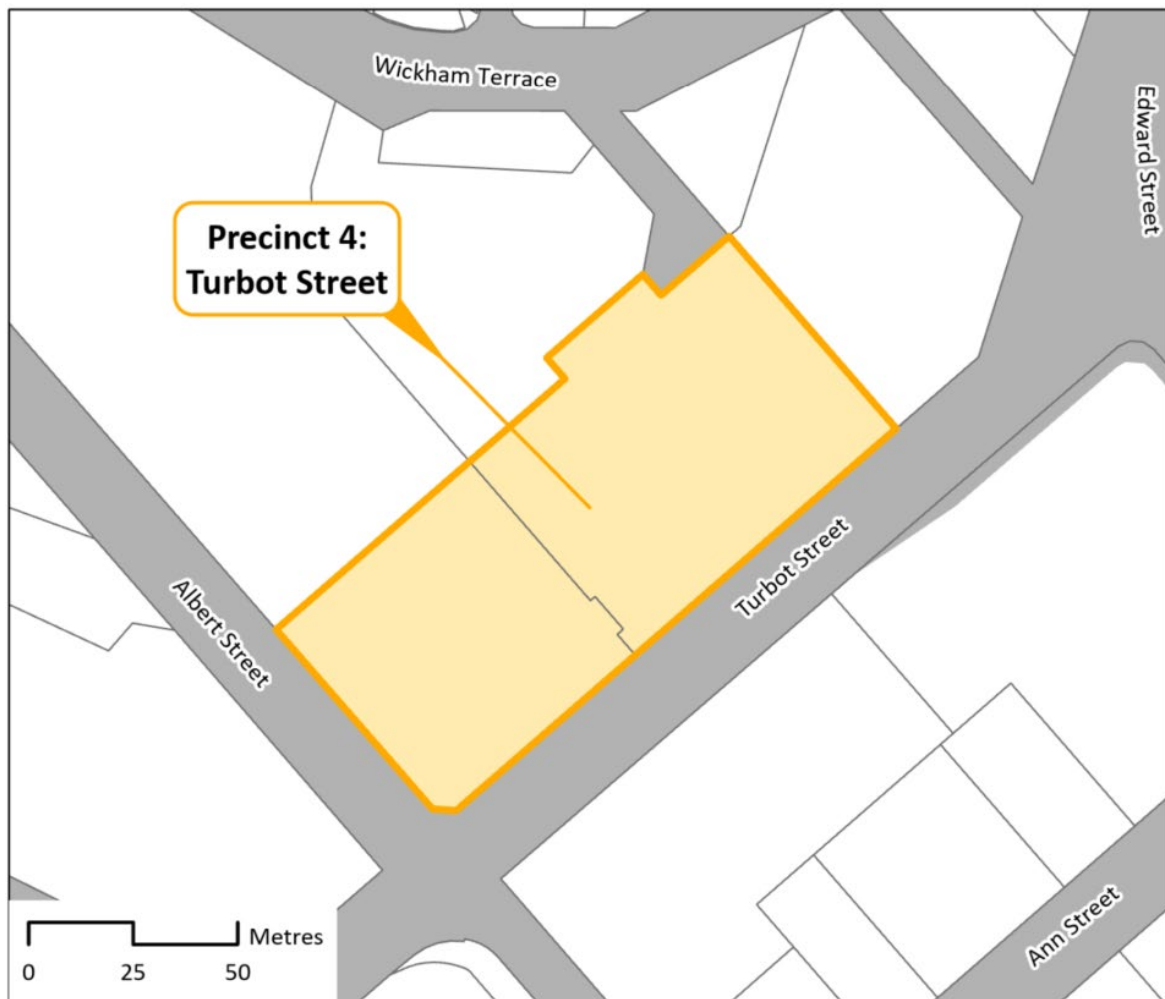 Wickham Terrace
Edward Street
Precinct 4:
Turbot Street
Turbot Street
Albert Street
Ann Street
Metres
0 25 50